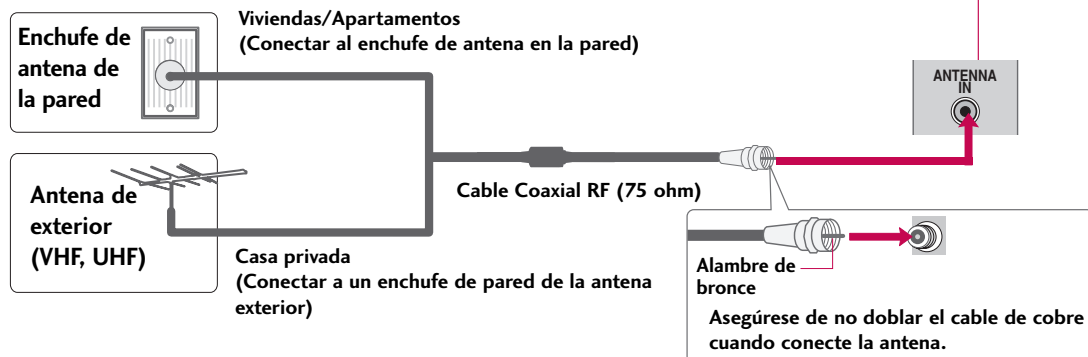 Viviendas/Apartamentos
(Conectar al enchufe de antena en la pared)
Enchufe de
antena de
la pared
ANTENNA
IN
Antena de
exterior
(VHF, UHF)
Cable Coaxial RF (75 ohm)
Casa privada
(Conectar a un enchufe de pared de la antena
exterior)
Alambre de
bronce
Asegúrese de no doblar el cable de cobre
cuando conecte la antena.